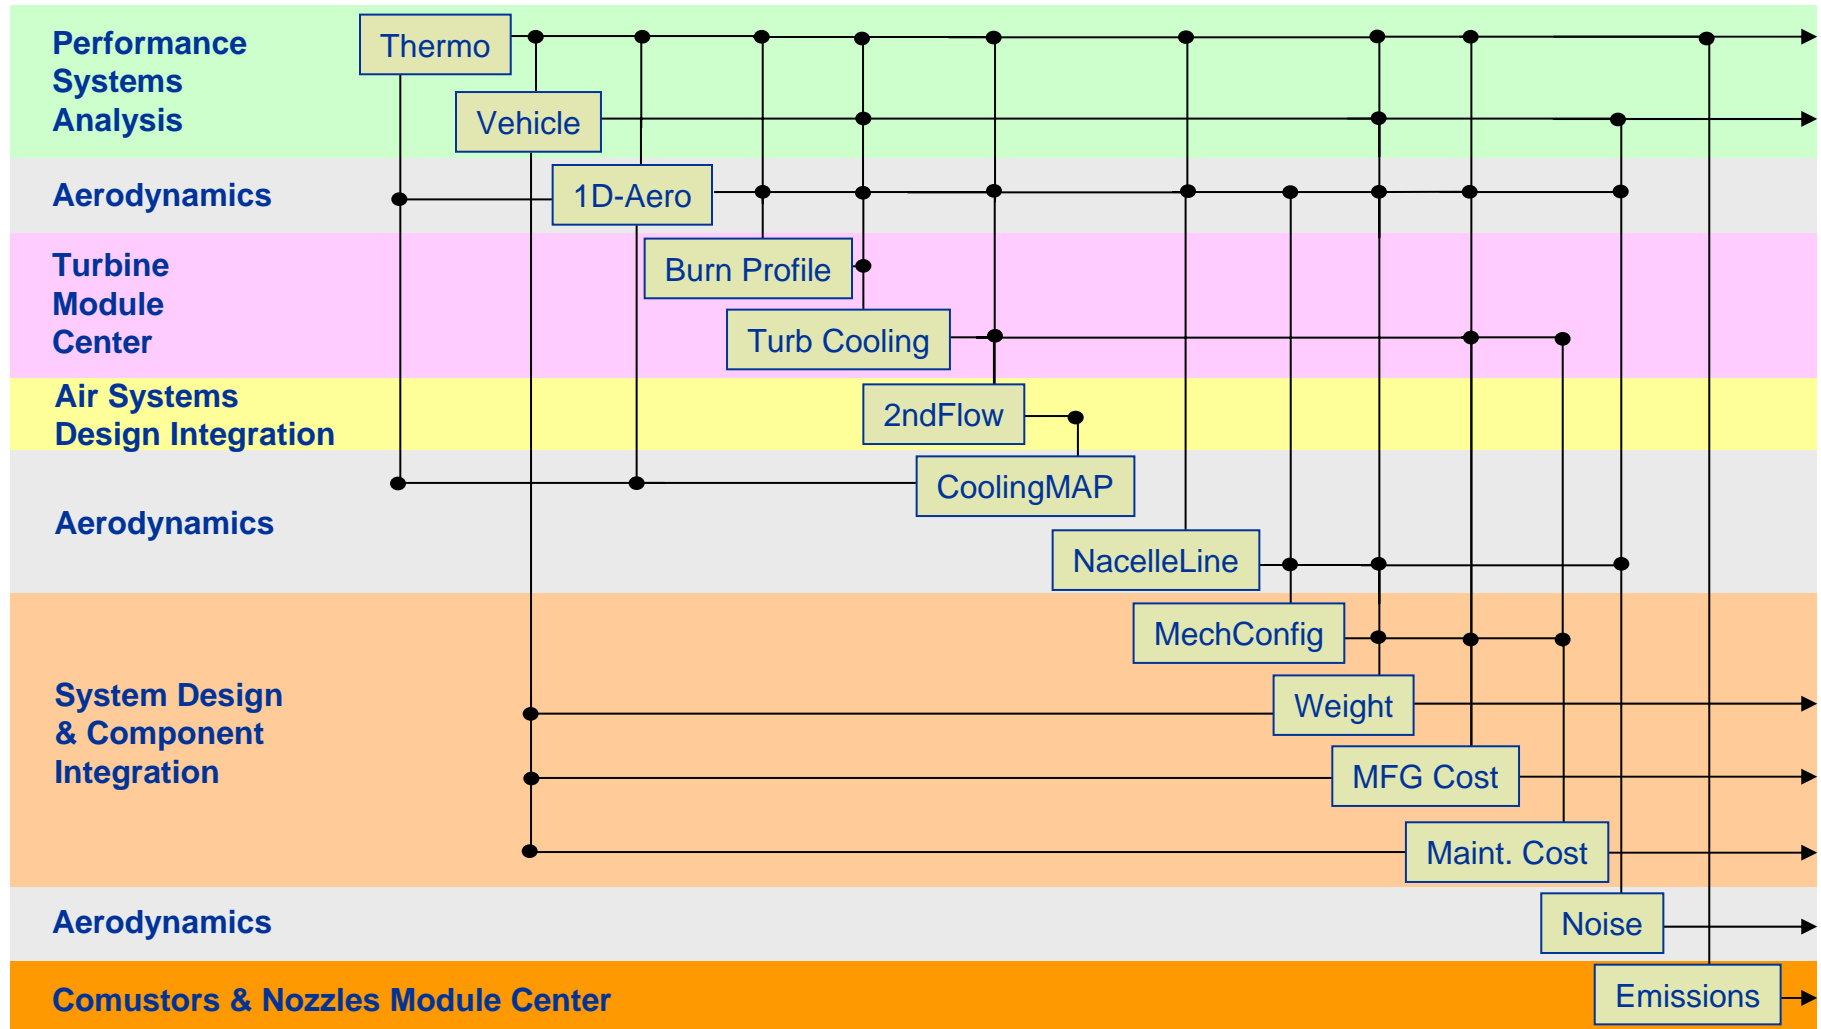 Performance
Systems
Analysis
Thermo
Vehicle
Aerodynamics
1D-Aero
Turbine
Module
Center
Burn Profile
Turb Cooling
Air Systems
Design Integration
2ndFlow
Aerodynamics
CoolingMAP
NacelleLine
System Design
& Component
Integration
MechConfig
Weight
MFG Cost
Maint. Cost
Aerodynamics
Noise
Comustors & Nozzles Module Center
Emissions